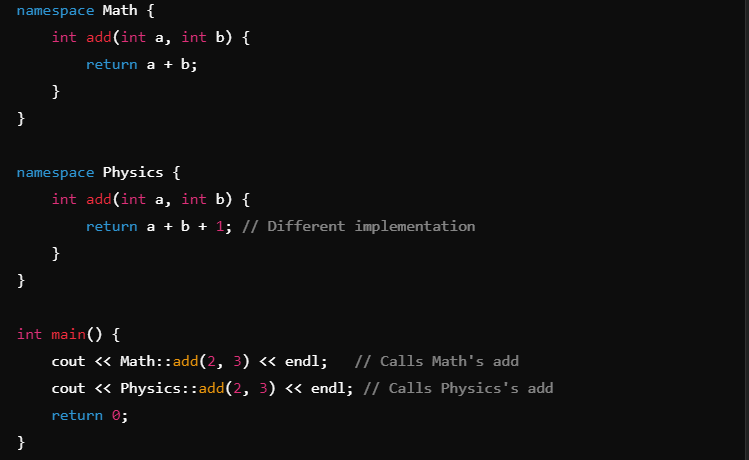 namespace Math {
    int add(int a, int b) {
        return a + b;
    }
}

namespace Physics {
    int add(int a, int b) {
        return a + b + 1; // Different implementation
    }
}

int main() {
    cout << Math::add(2, 3) << endl;   // Calls Math's add
    cout << Physics::add(2, 3) << endl; // Calls Physics's add
    return 0;
}